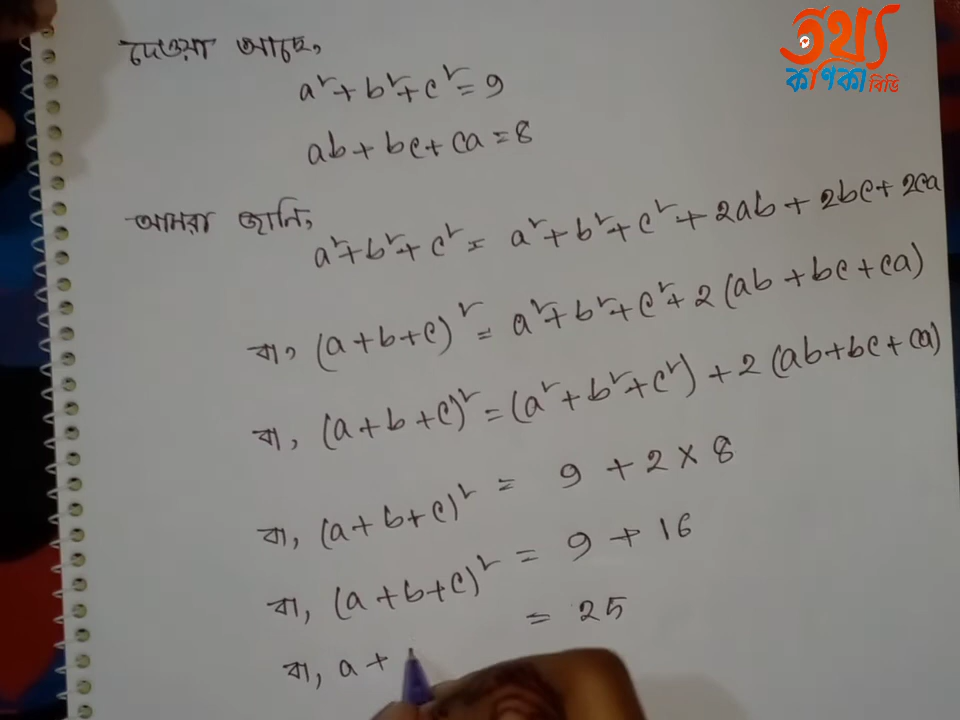 তথ্য
কণিকা বিডি
দেওয়া আছে,
a²+b²+c²=9
ab+bc+ca=8
আমরা জানি,
a²+b²+c² = a²+b²+c²+2ab+2bc+2ca
বা, (a+b+c)² = a²+b²+c²+2(ab+bc+ca)
বা, (a+b+c)²=(a²+b²+c²)+2(ab+bc+ca)
বা, (a+b+c)² = 9+2×8
বা, (a+b+c)² = 9+16
= 25
বা, a+